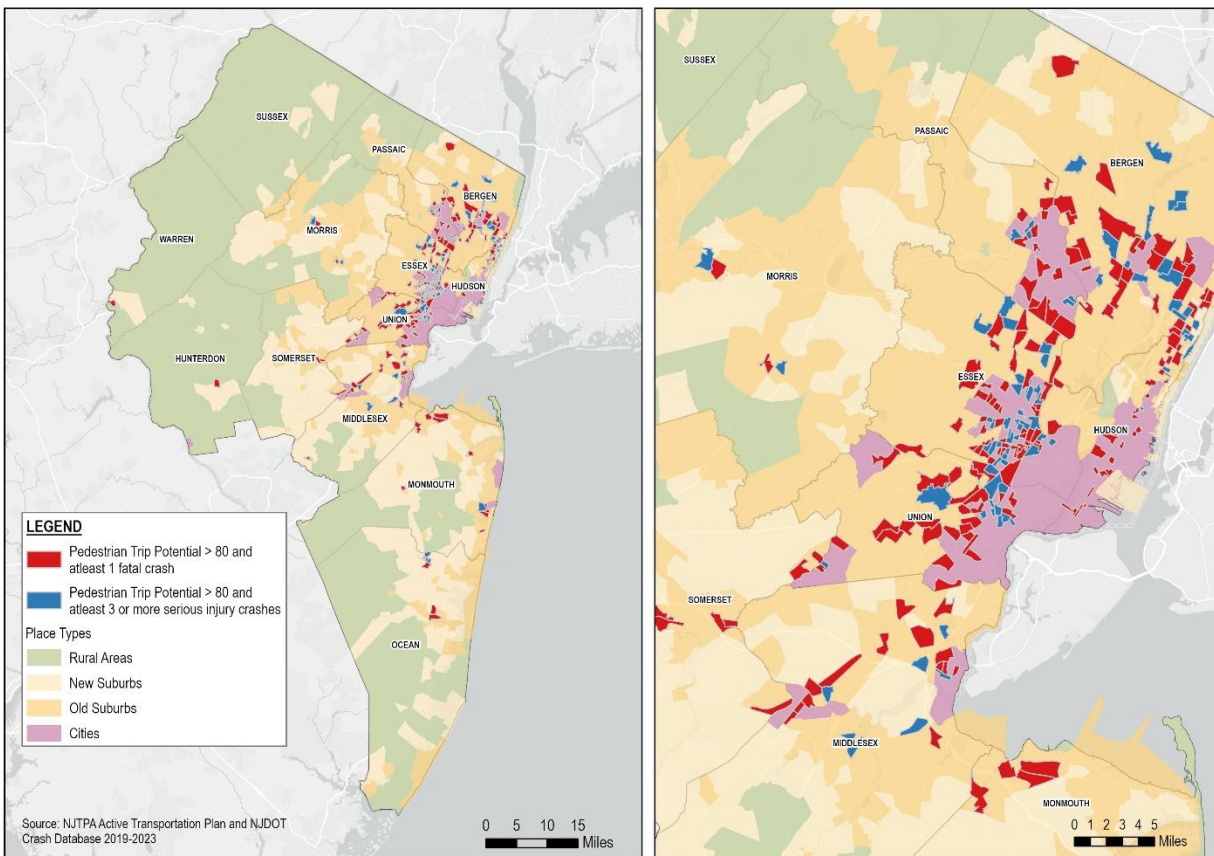 SUSSEX
PASSAIC
BERGEN
WARREN
MORRIS
ESSEX
HUDSON
UNION
HUNTERDON
SOMERSET
MIDDLESEX
MONMOUTH
OCEAN
LEGEND
Pedestrian Trip Potential > 80 and
atleast 1 fatal crash
Pedestrian Trip Potential > 80 and
atleast 3 or more serious injury crashes
Place Types
Rural Areas
New Suburbs
Old Suburbs
Cities
Source: NJTPA Active Transportation Plan and NJDOT
Crash Database 2019-2023
0 5 10 15
Miles
SUSSEX
PASSAIC
BERGEN
MORRIS
ESSEX
HUDSON
UNION
SOMERSET
MIDDLESEX
MONMOUTH
0 1 2 3 4 5
Miles